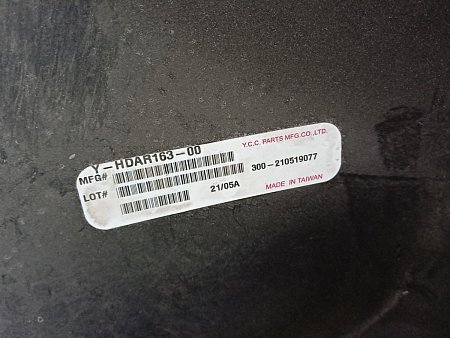 Y-HDAR163-00
Y.C.C. PARTS MFG.CO.,LTD.
MFG#
300-210519077
LOT#
21/05A
MADE IN TAIWAN